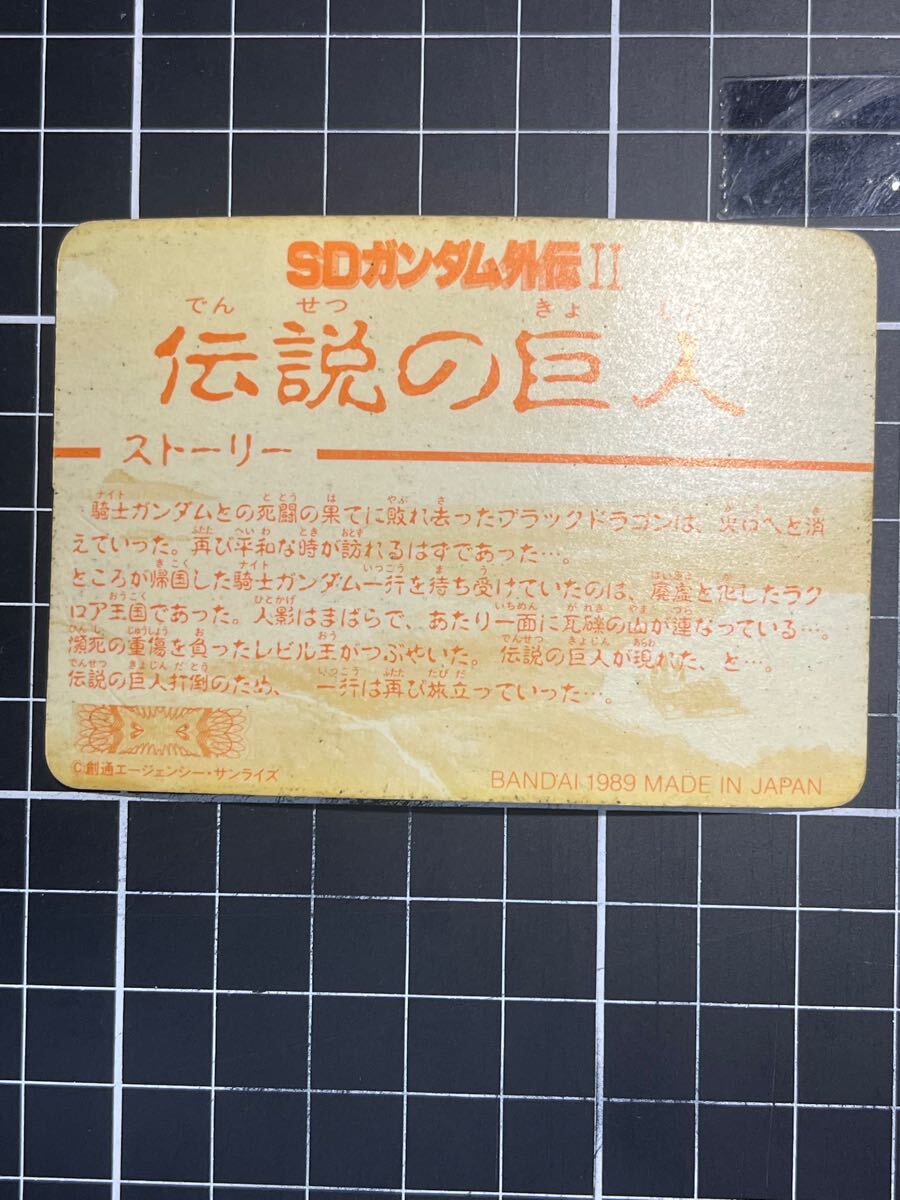 SDガンダム外伝II
でん せつ きょ じん
伝説の巨人
ストーリー
騎士ガンダムとの死闘の果てに敗れ去ったブラックドラゴンは、火口へと消
えていった。再び平和な時が訪れるはずであった…。
ところが帰国した騎士ガンダム一行を待ち受けていたのは、廃虚と化したラク
ロア王国であった。人影はまばらで、あたり一面に瓦礫の山が連なっている…。
瀕死の重傷を負ったレビル王がつぶやいた。伝説の巨人が現れた、と…。
伝説の巨人打倒のため、一行は再び旅立っていった…。
©創通エージェンシー・サンライズ
BANDAI 1989 MADE IN JAPAN